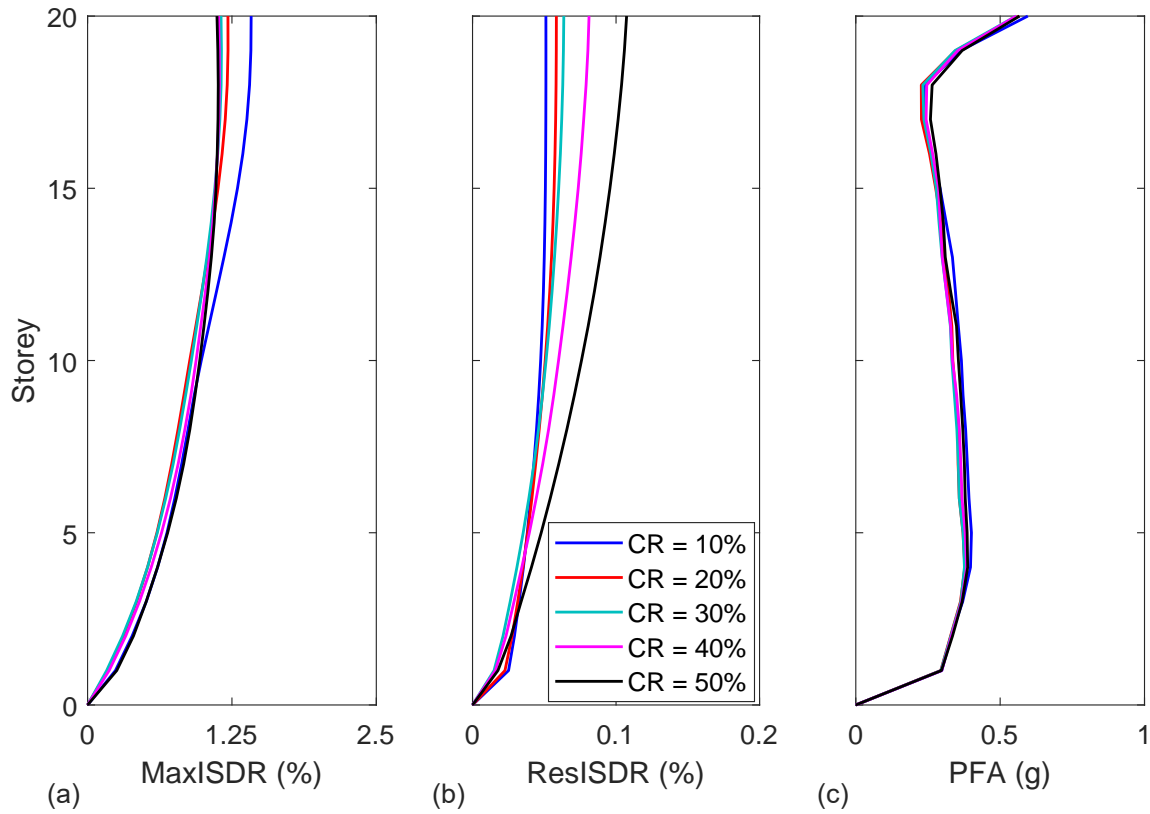 Storey
20
15
10
5
0
0 1.25 2.5
MaxISDR (%)
(a)
CR = 10%
CR = 20%
CR = 30%
CR = 40%
CR = 50%
0 0.1 0.2
ResISDR (%)
(b)
0 0.5 1
PFA (g)
(c)